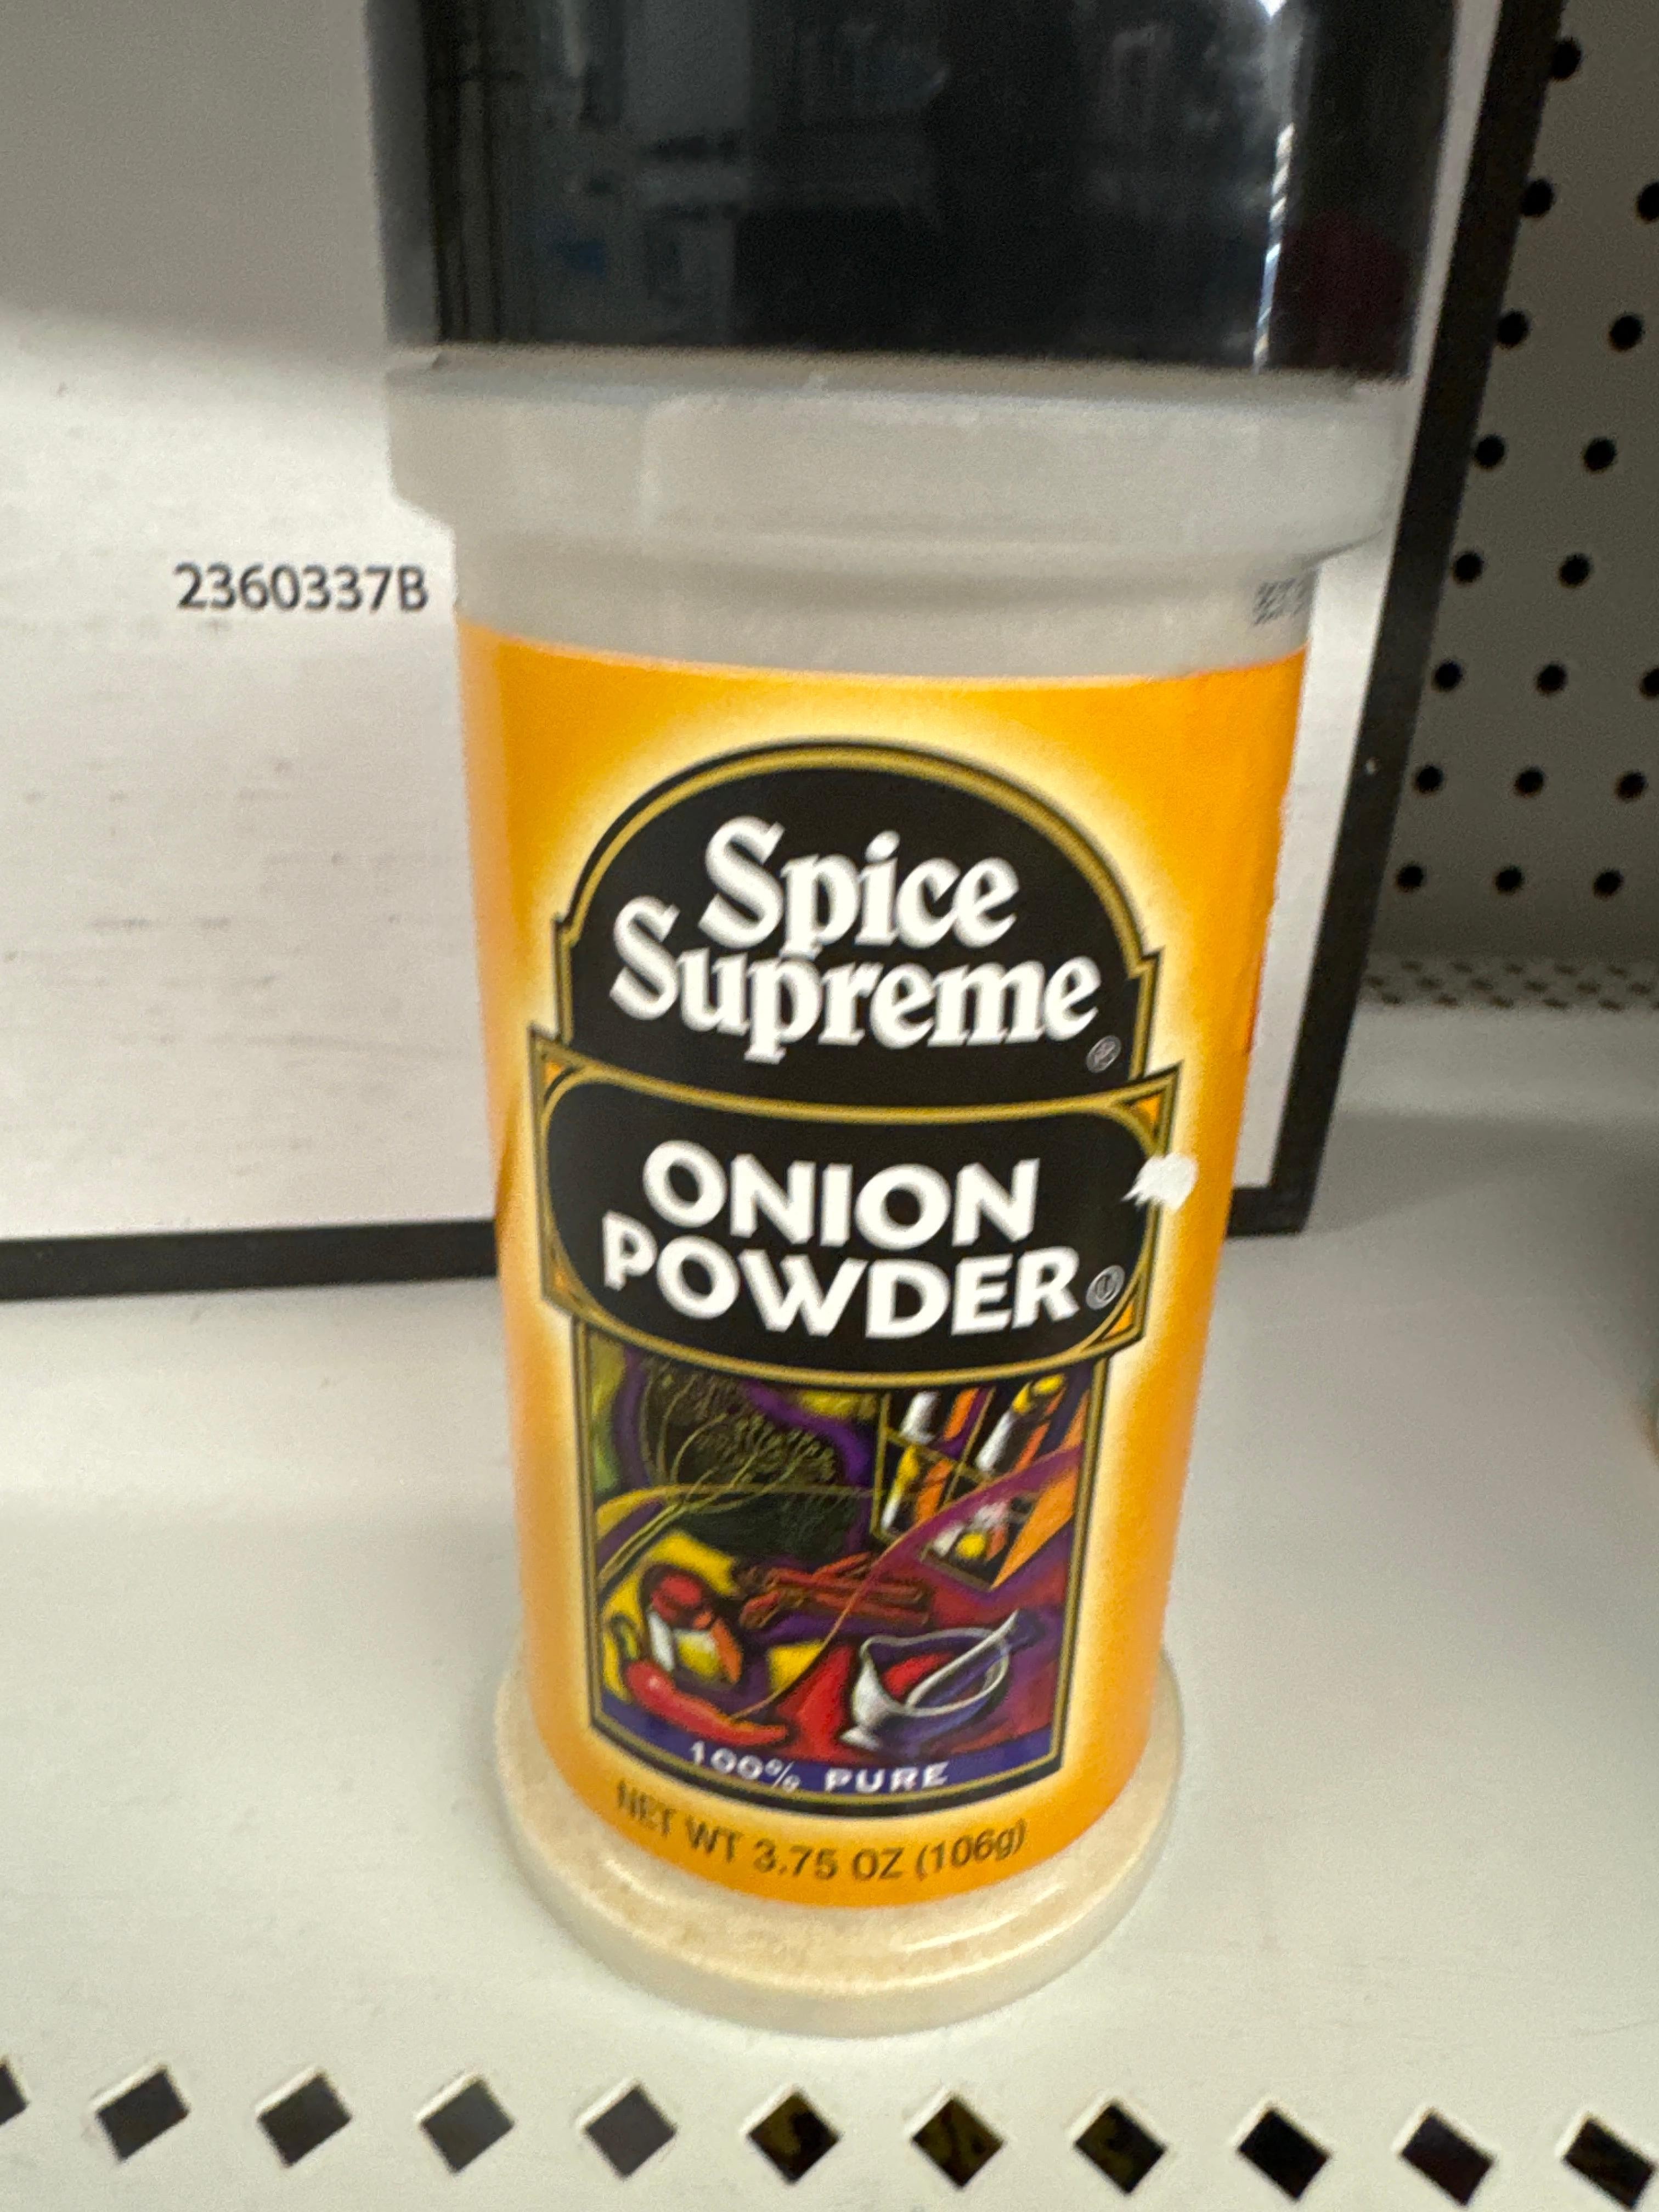 2360337B
Spice
Supreme
®
ONION
POWDER
Ⓤ
100% PURE
NET WT 3.75 OZ (106g)